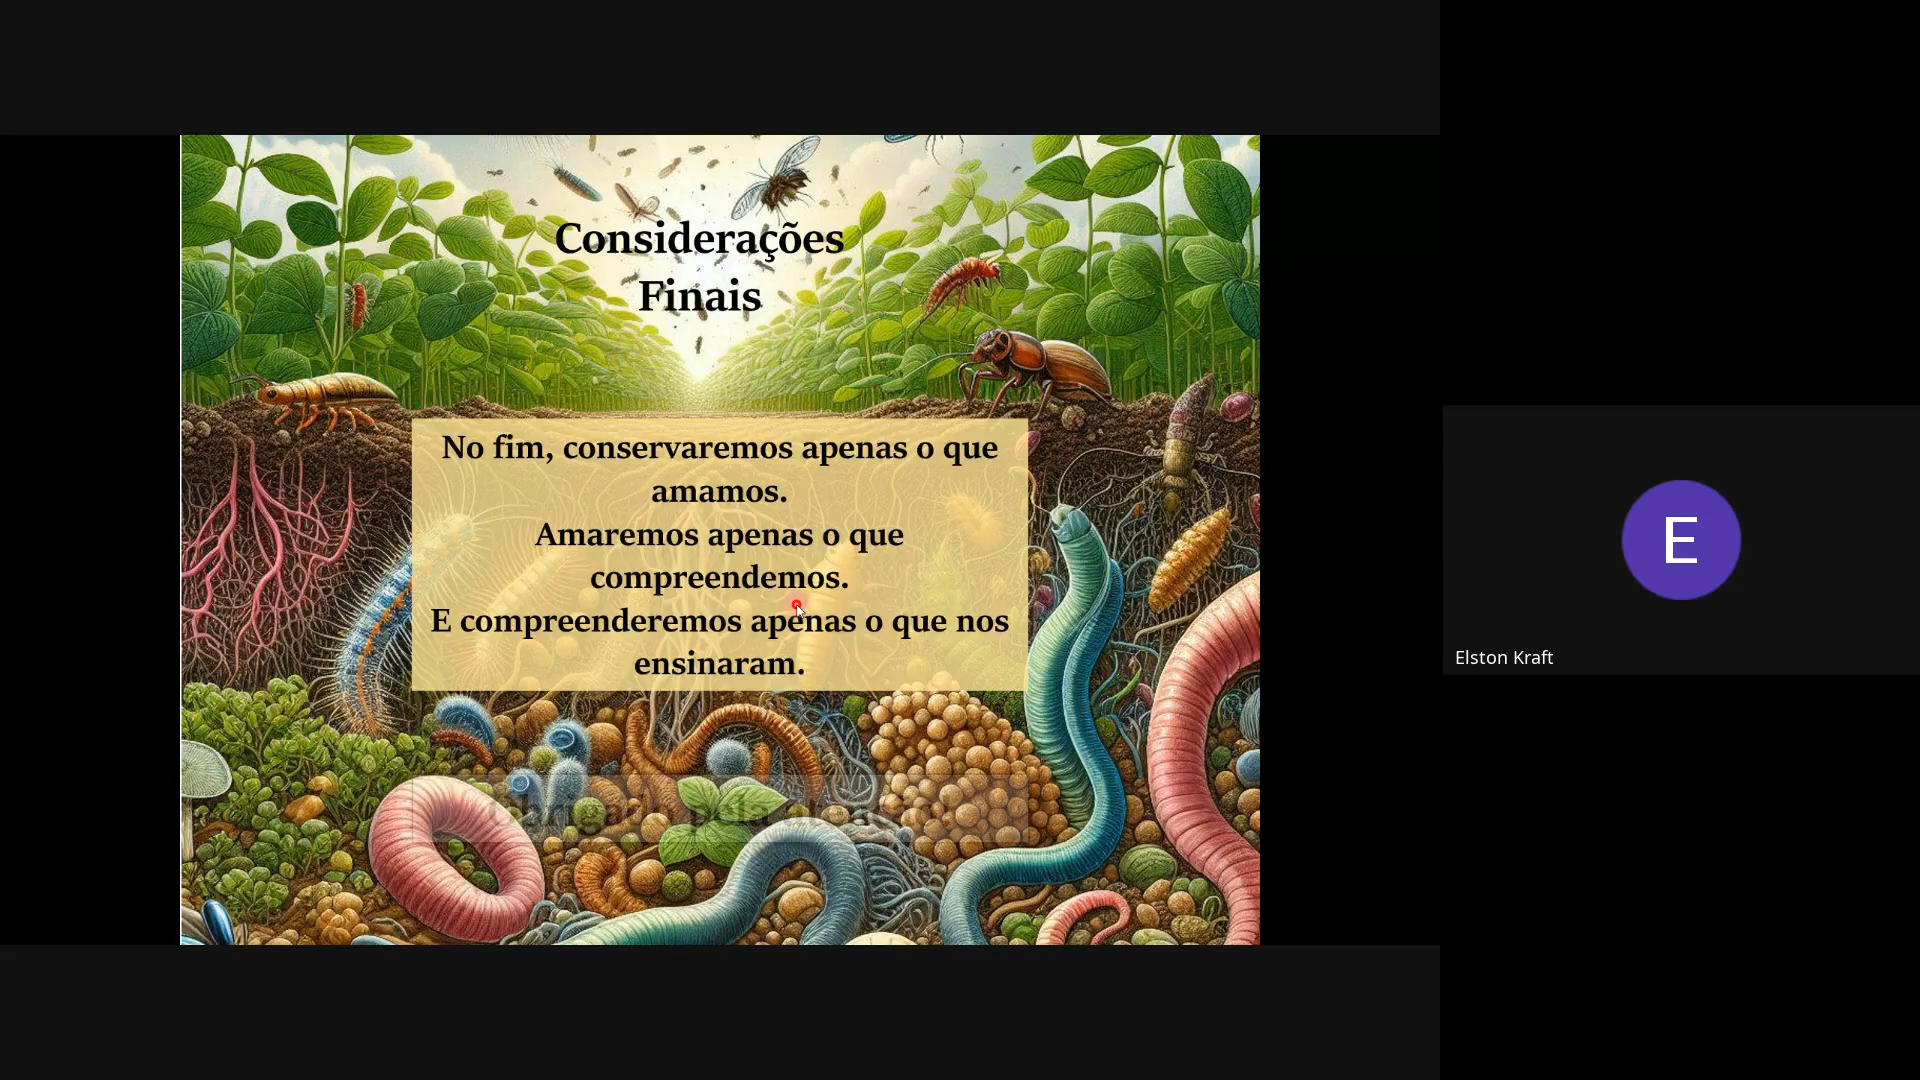 Considerações
Finais
No fim, conservaremos apenas o que
amamos.
Amaremos apenas o que
compreendemos.
E compreenderemos apenas o que nos
ensinaram.
pela
E
Elston Kraft